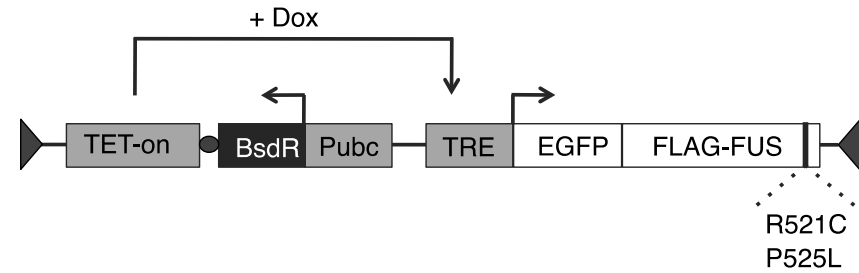 + Dox
TET-on BsdR Pubc TRE EGFP FLAG-FUS
R521C
P525L